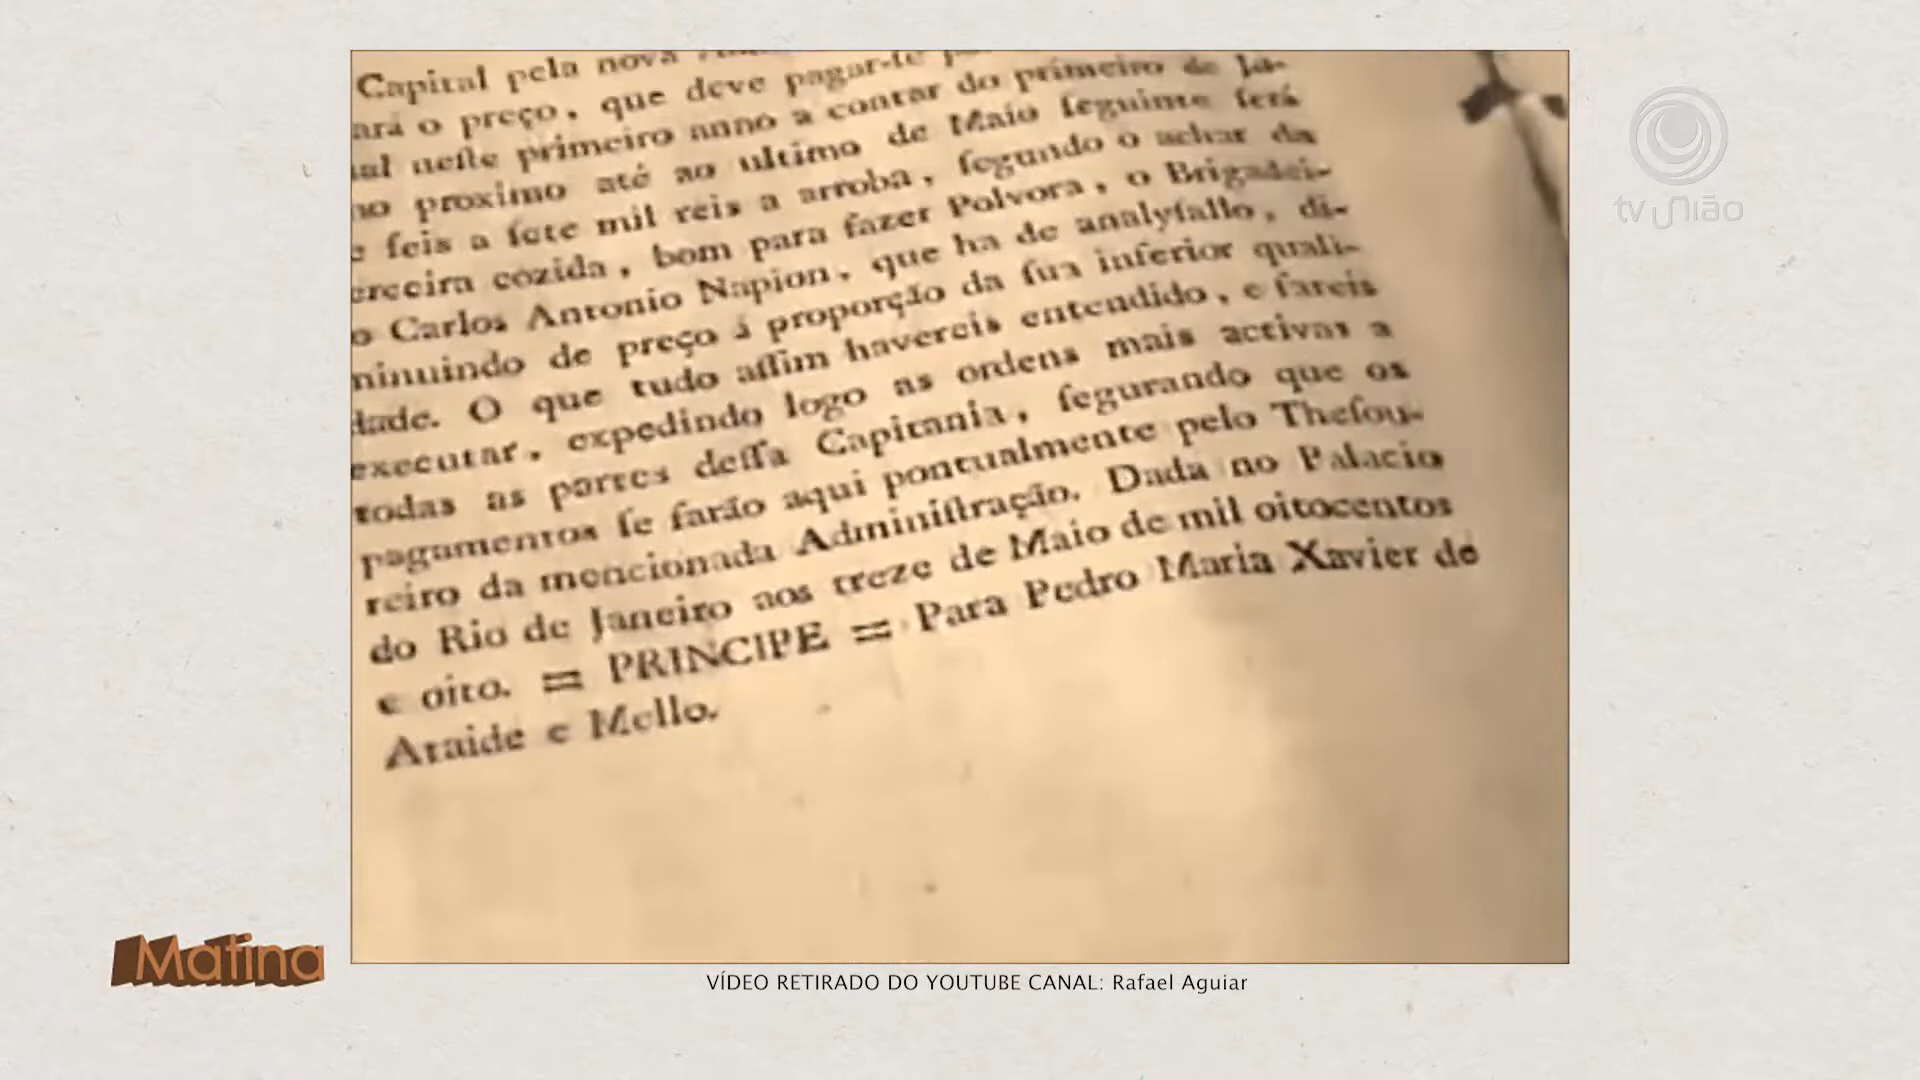 Capital pela nova
ará o preço, que deve pagar-ſe
al neſte primeiro anno a contar do primeiro de Ja-
no proximo até ao ultimo de Maio ſeguinte ſerá
e ſeis a ſete mil reis a arroba, ſegundo o achar da
erceira cozida, bom para fazer Polvora, o Brigadei-
o Carlos Antonio Napion, que ha de analyſallo, di-
minuindo de preço á proporção da ſua inferior quali-
dade. O que tudo aſſim havereis entendido, e fareis
executar, expedindo logo as ordens mais activas a
todas as partes deſſa Capitania, ſegurando que os
pagamentos ſe farão aqui pontualmente pelo Theſou-
reiro da mencionada Adminiſtração. Dada no Palacio
do Rio de Janeiro aos treze de Maio de mil oitocentos
e oito. = PRINCIPE = Para Pedro Maria Xavier de
Ataide e Mello.
tv União
Matina
VÍDEO RETIRADO DO YOUTUBE CANAL: Rafael Aguiar